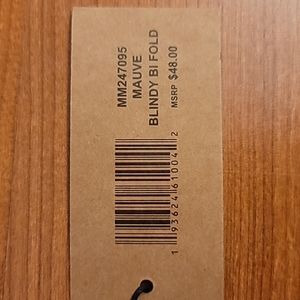 MM247095
MAUVE
BLINDY BI FOLD
MSRP $48.00
1 93624 61004 2